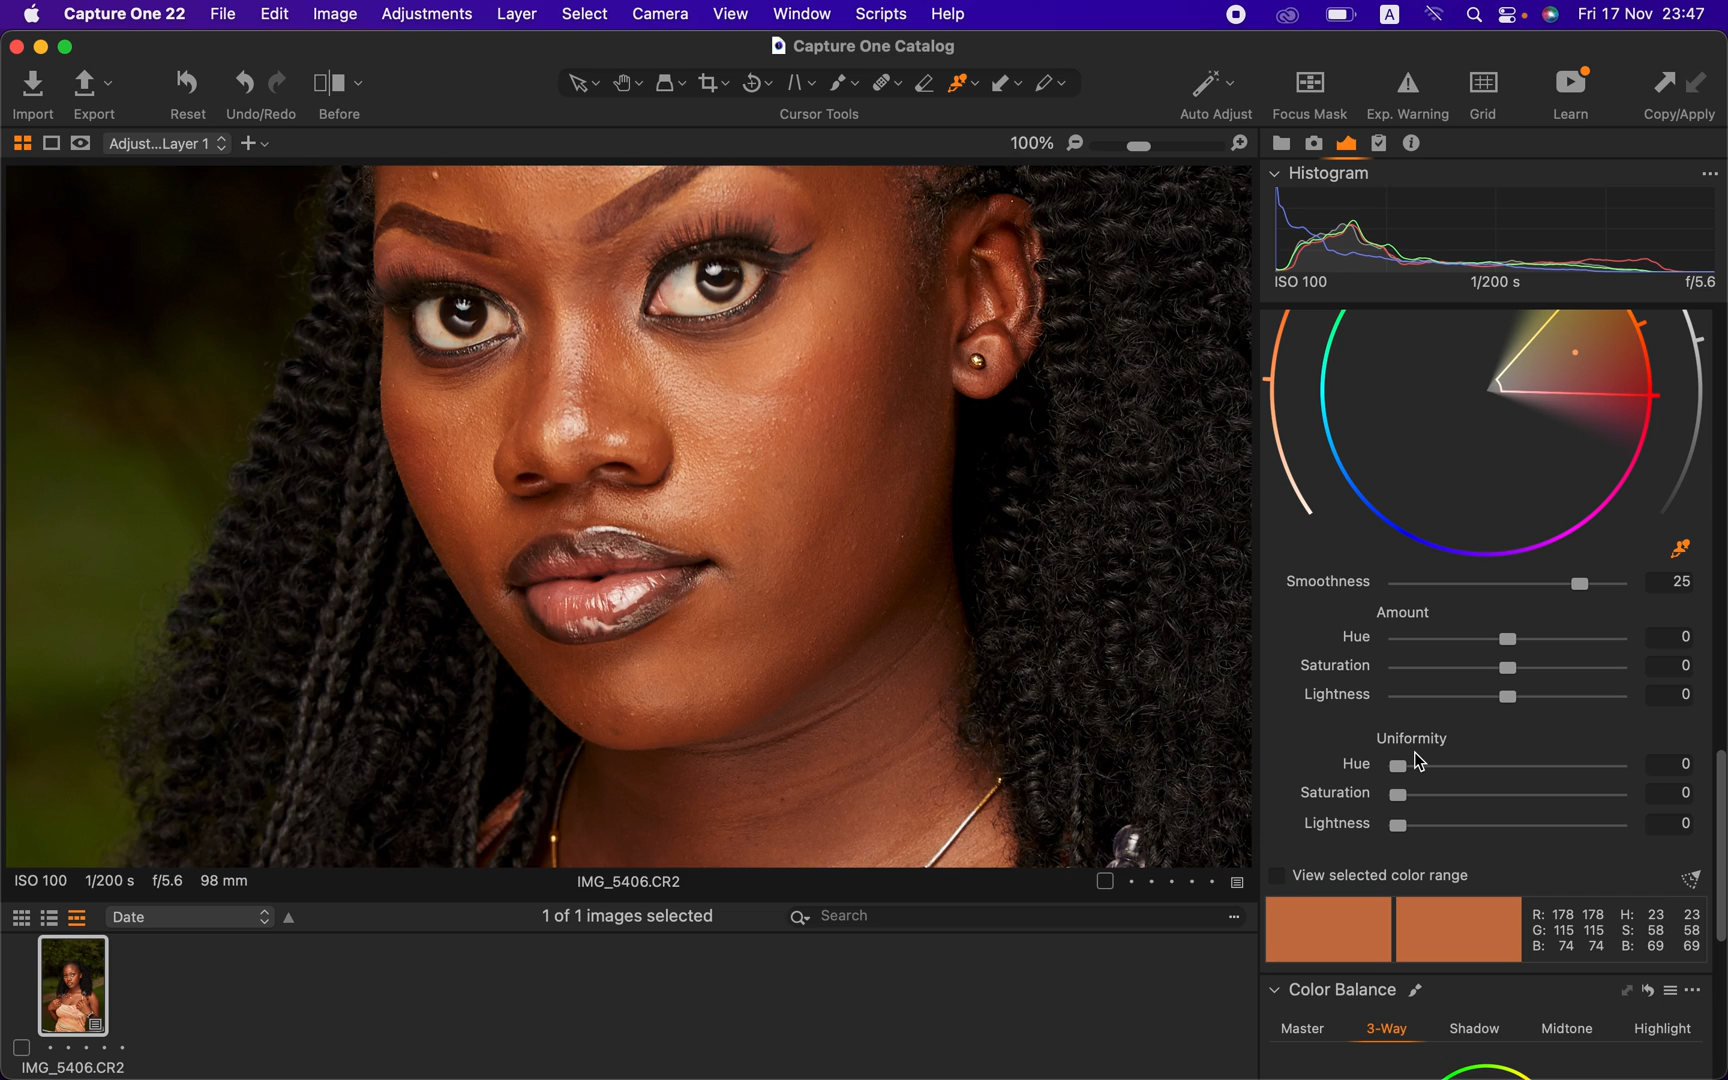 Capture One 22 File Edit Image Adjustments Layer Select Camera View Window Scripts Help A Fri 17 Nov 23:47
Capture One Catalog
Import Export Reset Undo/Redo Before Cursor Tools Auto Adjust Focus Mask Exp. Warning Grid Learn Copy/Apply
Adjust...Layer 1 100%
Histogram
ISO 100 1/200 s f/5.6
Smoothness 25
Amount
Hue 0
Saturation 0
Lightness 0
Uniformity
Hue 0
Saturation 0
Lightness 0
View selected color range
R: 178 178 H: 23 23
G: 115 115 S: 58 58
B: 74 74 B: 69 69
Color Balance
Master 3-Way Shadow Midtone Highlight
ISO 100 1/200 s f/5.6 98 mm IMG_5406.CR2
Date 1 of 1 images selected Search
IMG_5406.CR2